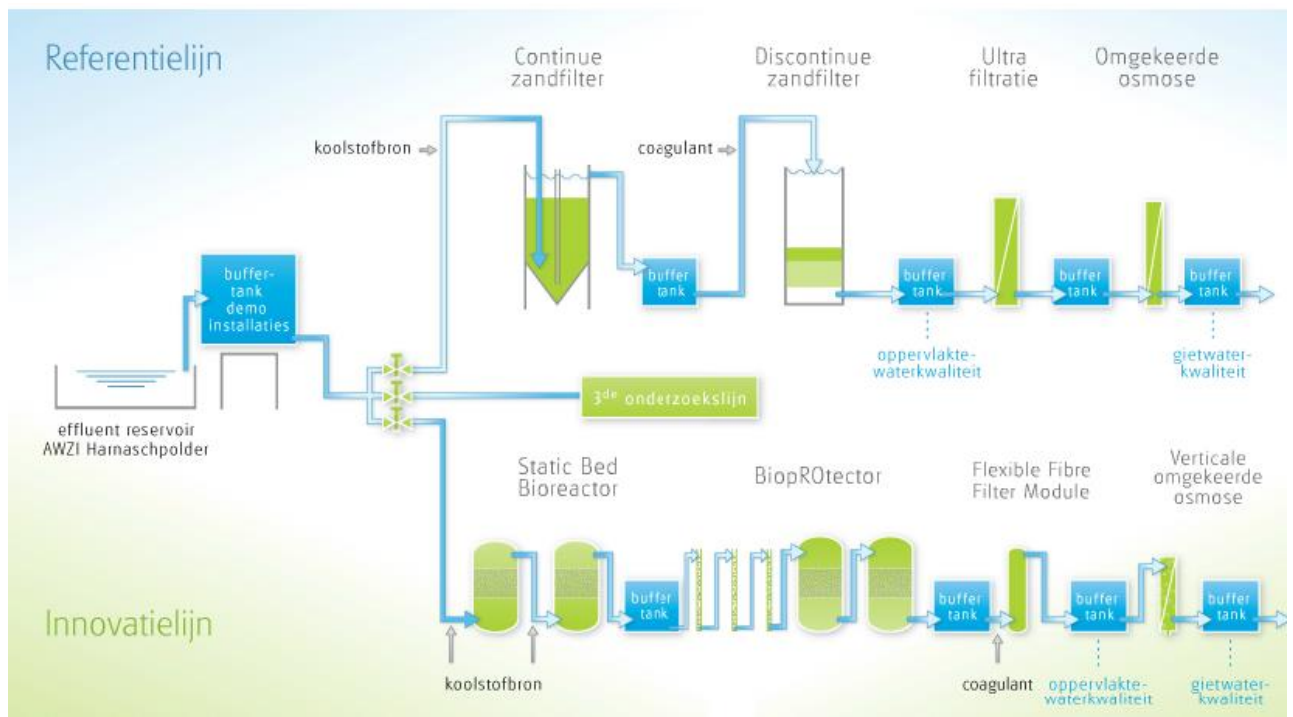 Referentielijn
Continue
zandfilter
Discontinue
zandfilter
Ultra
filtratie
Omgekeerde
osmose
koolstofbron
coagulant
buffer-
tank
demo
installaties
buffer
tank
buffer
tank
buffer
tank
buffer
tank
oppervlakte-
waterkwaliteit
gietwater-
kwaliteit
3de onderzoekslijn
effluent reservoir
AWZI Harnaschpolder
Static Bed
Bioreactor
BiopROtector
Flexible Fibre
Filter Module
Verticale
omgekeerde
osmose
Innovatielijn
buffer
tank
buffer
tank
buffer
tank
buffer
tank
koolstofbron
coagulant
oppervlakte-
waterkwaliteit
gietwater-
kwaliteit